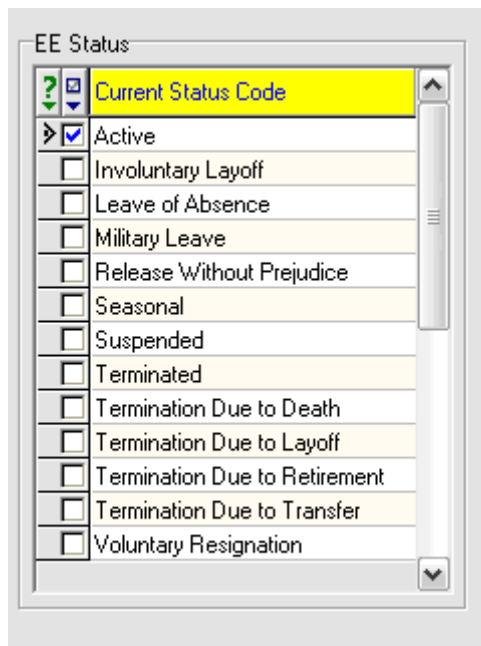 EE Status
Current Status Code
Active
Involuntary Layoff
Leave of Absence
Military Leave
Release Without Prejudice
Seasonal
Suspended
Terminated
Termination Due to Death
Termination Due to Layoff
Termination Due to Retirement
Termination Due to Transfer
Voluntary Resignation